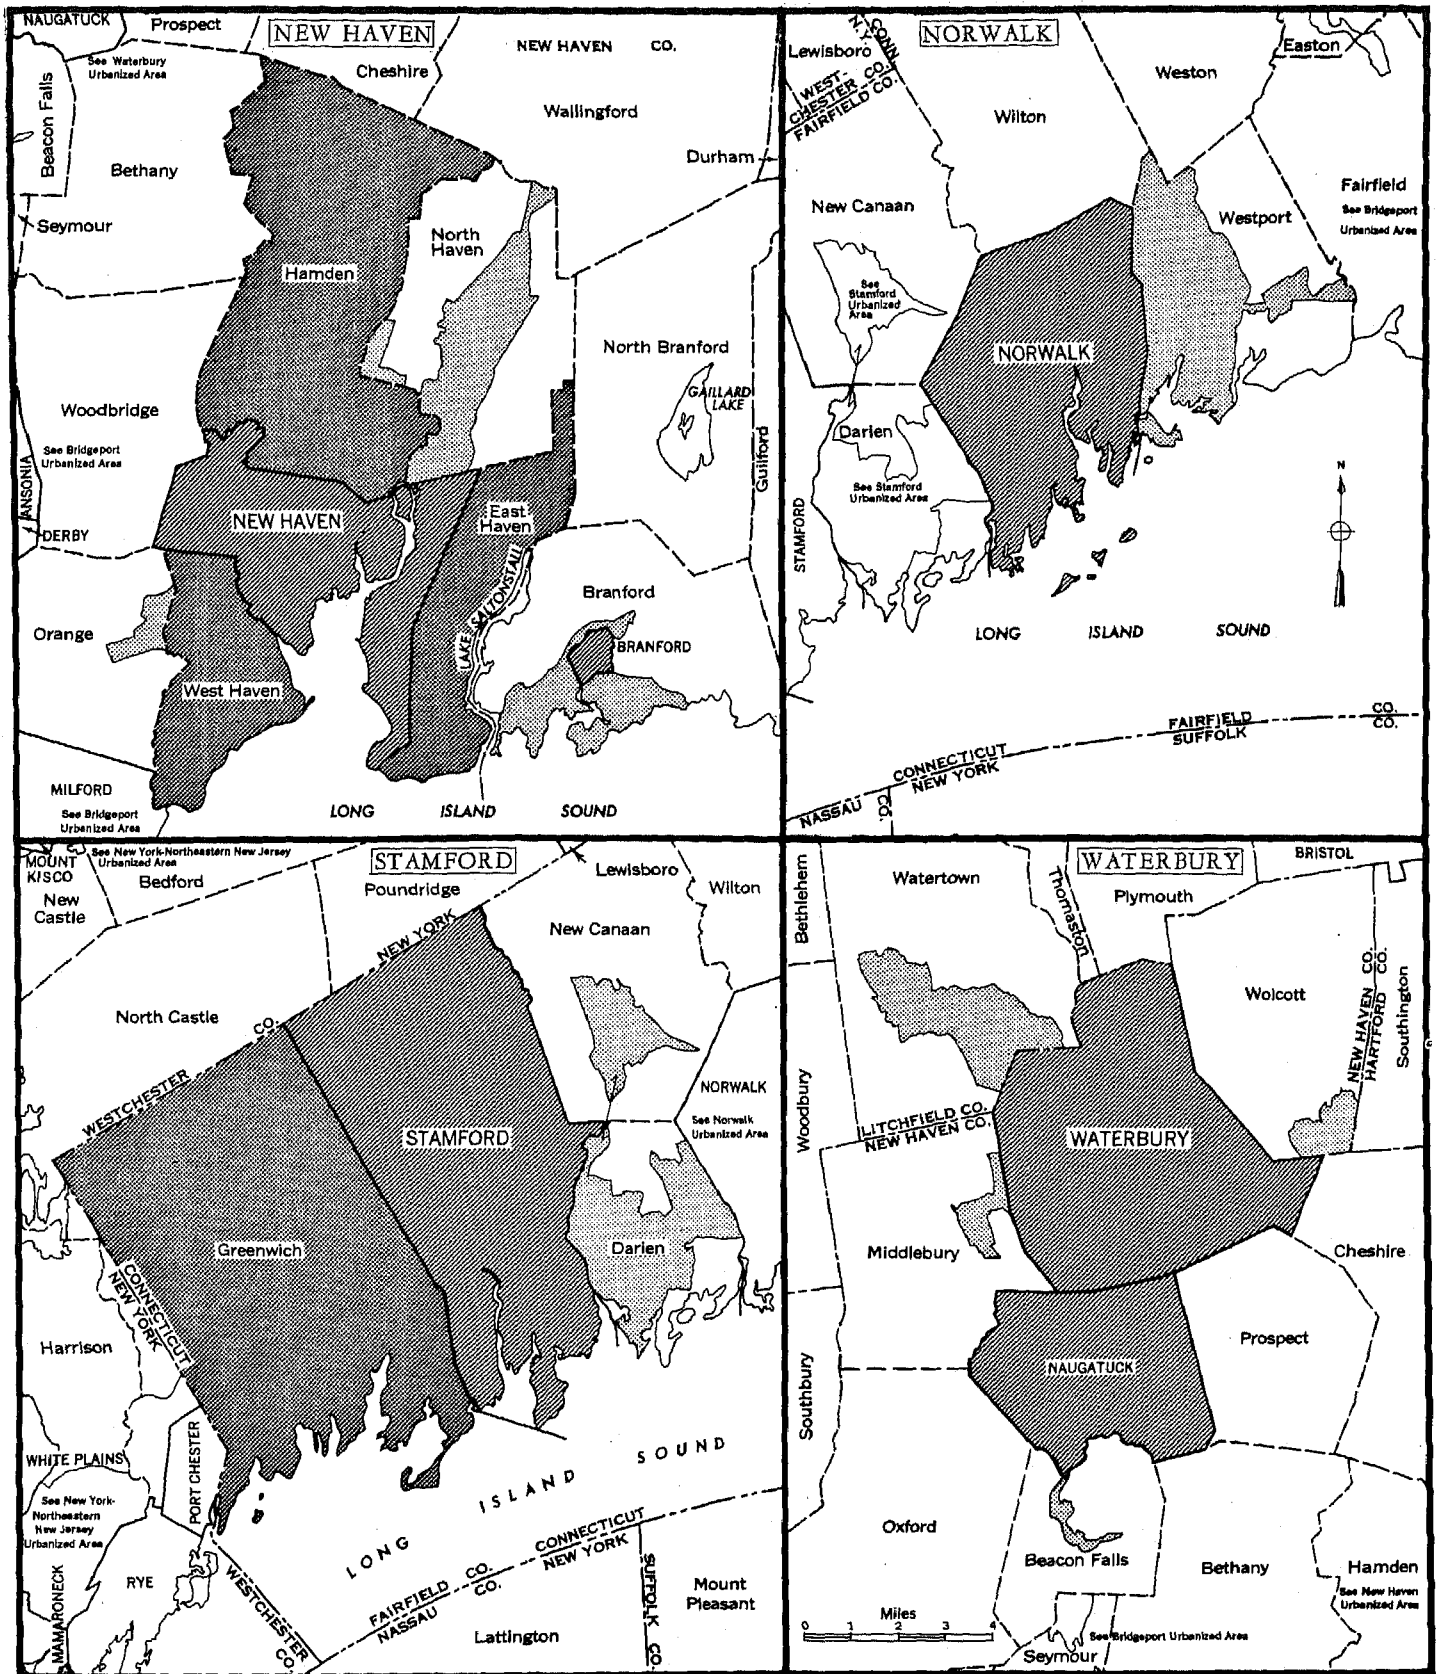 NEW HAVEN
NAUGATUCK
Prospect
NEW HAVEN CO.
See Waterbury
Urbanized Area
Cheshire
Beacon Falls
Wallingford
Bethany
Durham
Seymour
North
Haven
Hamden
North Branford
GAILLARD
LAKE
Woodbridge
See Bridgeport
Urbanized Area
ANSONIA
Guilford
NEW HAVEN
East
Haven
DERBY
LAKE SALTONSTALL
Branford
Orange
BRANFORD
West Haven
MILFORD
See Bridgeport
Urbanized Area
LONG ISLAND SOUND
NORWALK
Lewisboro
CONN.
N.Y.
WEST-
CHESTER CO.
FAIRFIELD CO.
Easton
Weston
Wilton
New Canaan
Westport
Fairfield
See Bridgeport
Urbanized Area
See
Stamford
Urbanized
Area
NORWALK
Darien
See Stamford
Urbanized Area
N
STAMFORD
LONG ISLAND SOUND
FAIRFIELD CO.
SUFFOLK CO.
CONNECTICUT
NEW YORK
NASSAU CO.
STAMFORD
MOUNT
KISCO
See New York-Northeastern New Jersey
Urbanized Area
Bedford
Poundridge
Lewisboro
Wilton
New
Castle
NEW YORK
New Canaan
North Castle
CO.
WESTCHESTER
NORWALK
See Norwalk
Urbanized Area
STAMFORD
Greenwich
Darien
CONNECTICUT
NEW YORK
Harrison
WHITE PLAINS
PORT CHESTER
See New York-
Northeastern
New Jersey
Urbanized Area
LONG ISLAND SOUND
CONNECTICUT
NEW YORK
RYE
MAMARONECK
WESTCHESTER CO.
FAIRFIELD CO.
NASSAU CO.
SUFFOLK CO.
Mount
Pleasant
Lattington
WATERBURY
Bethlehem
Watertown
Thomaston
Plymouth
BRISTOL
Wolcott
NEW HAVEN CO.
HARTFORD CO.
Southington
Woodbury
LITCHFIELD CO.
NEW HAVEN CO.
WATERBURY
Middlebury
Cheshire
Southbury
NAUGATUCK
Prospect
Oxford
Beacon Falls
Bethany
Hamden
See New Haven
Urbanized Area
Miles
0 1 2 3 4
See Bridgeport Urbanized Area
Seymour